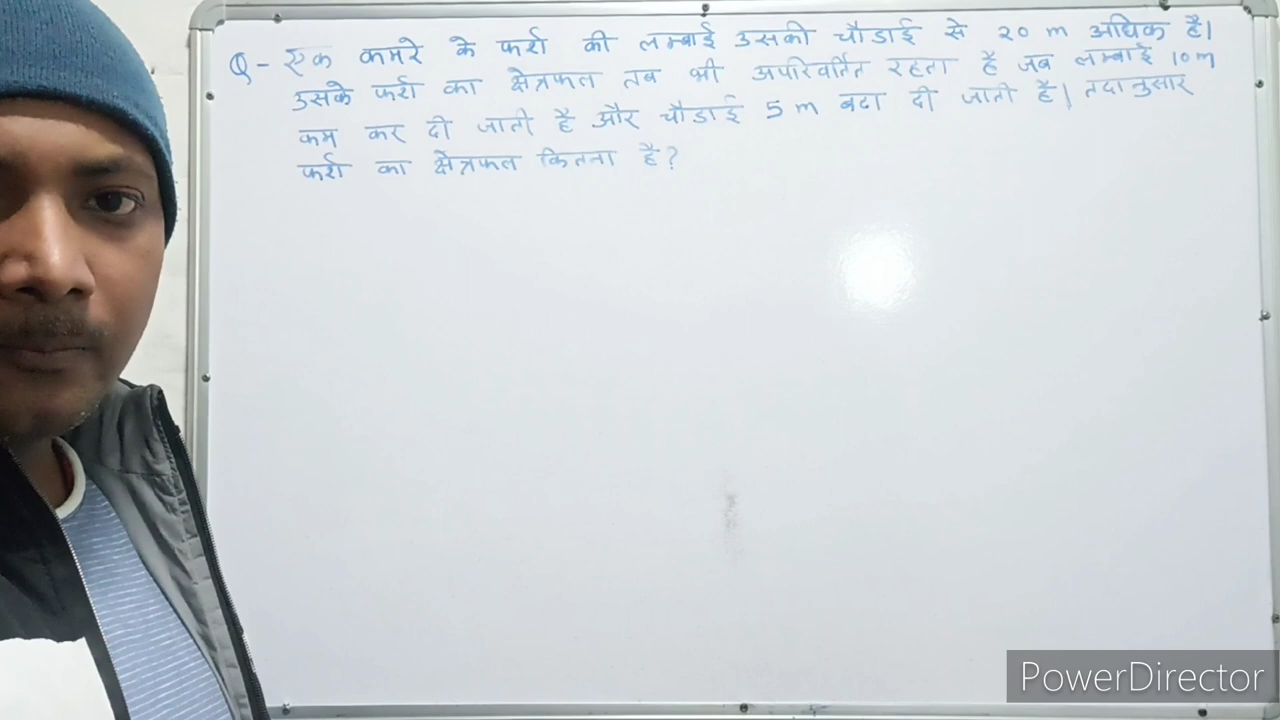 Q - एक कमरे के फर्श की लम्बाई उसकी चौडाई से 20 m अधिक है।
उसके फर्श का क्षेत्रफल तब भी अपरिवर्तित रहता है जब लम्बाई 10 m
कम कर दी जाती है और चौडाई 5 m बढा दी जाती है। तदानुसार
फर्श का क्षेत्रफल कितना है?
PowerDirector